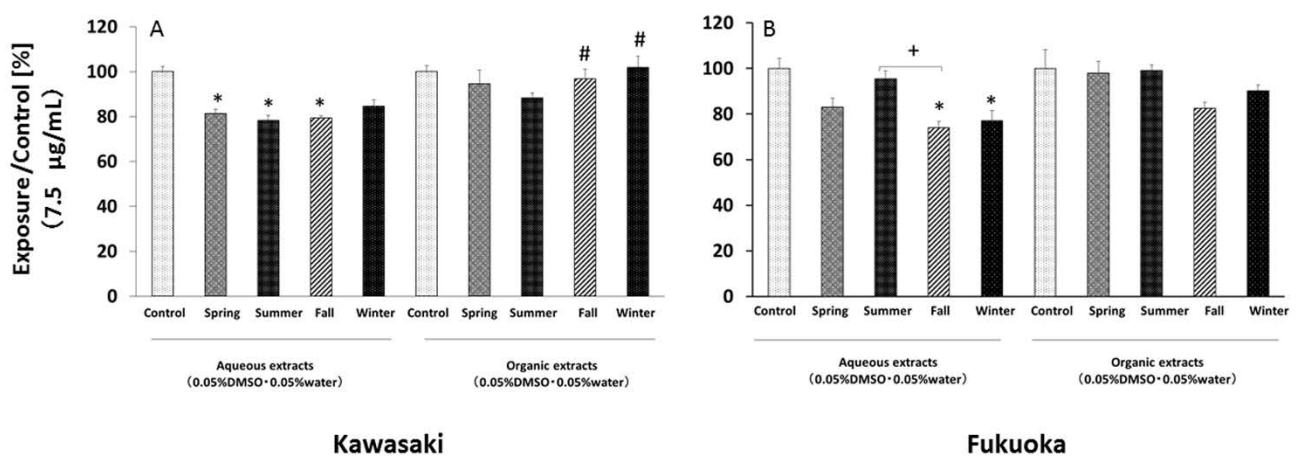 Exposure/Control [%]
(7.5 µg/mL)
A
120
100
80
60
40
20
0
*
*
*
#
#
Control Spring Summer Fall Winter Control Spring Summer Fall Winter
Aqueous extracts
(0.05%DMSO・0.05%water)
Organic extracts
(0.05%DMSO・0.05%water)
Kawasaki
B
120
100
80
60
40
20
0
+
*
*
Control Spring Summer Fall Winter Control Spring Summer Fall Winter
Aqueous extracts
(0.05%DMSO・0.05%water)
Organic extracts
(0.05%DMSO・0.05%water)
Fukuoka